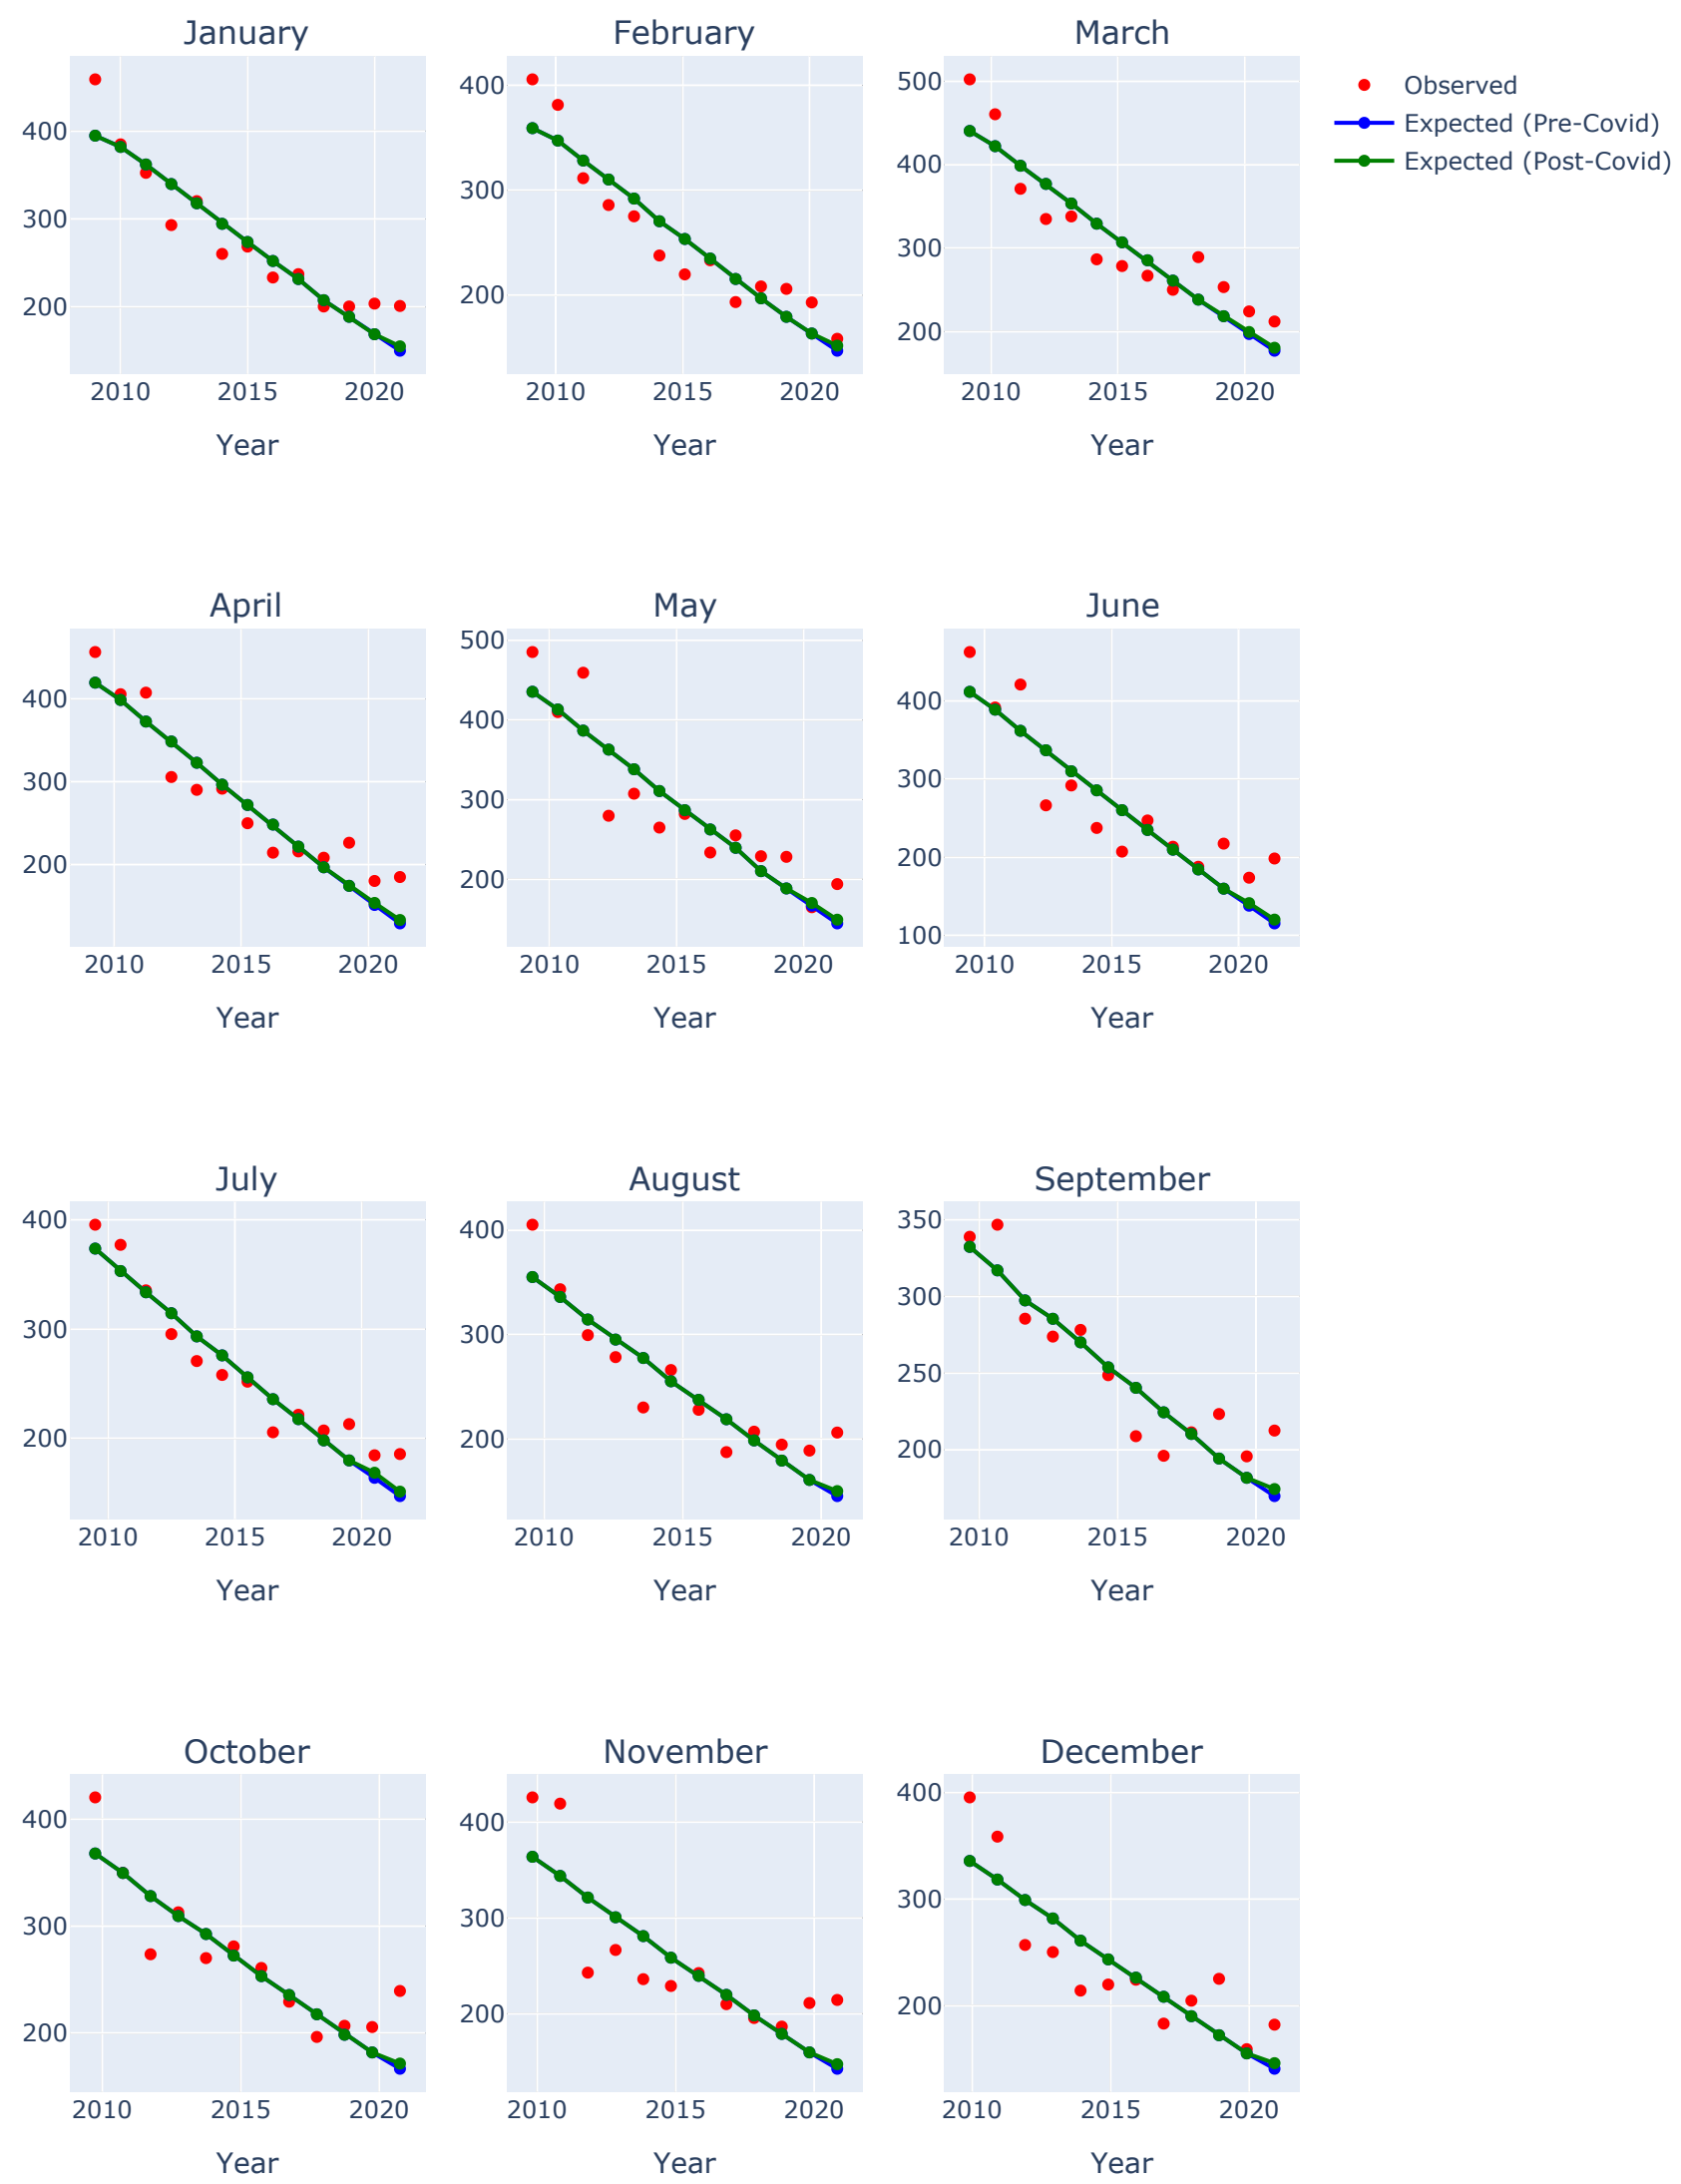 January February March
400
300
200
2010 2015 2020
Year
400
300
200
2010 2015 2020
Year
500
400
300
200
2010 2015 2020
Year
Observed
Expected (Pre-Covid)
Expected (Post-Covid)
April May June
400
300
200
2010 2015 2020
Year
500
400
300
200
2010 2015 2020
Year
400
300
200
100
2010 2015 2020
Year
July August September
400
300
200
2010 2015 2020
Year
400
300
200
2010 2015 2020
Year
350
300
250
200
2010 2015 2020
Year
October November December
400
300
200
2010 2015 2020
Year
400
300
200
2010 2015 2020
Year
400
300
200
2010 2015 2020
Year